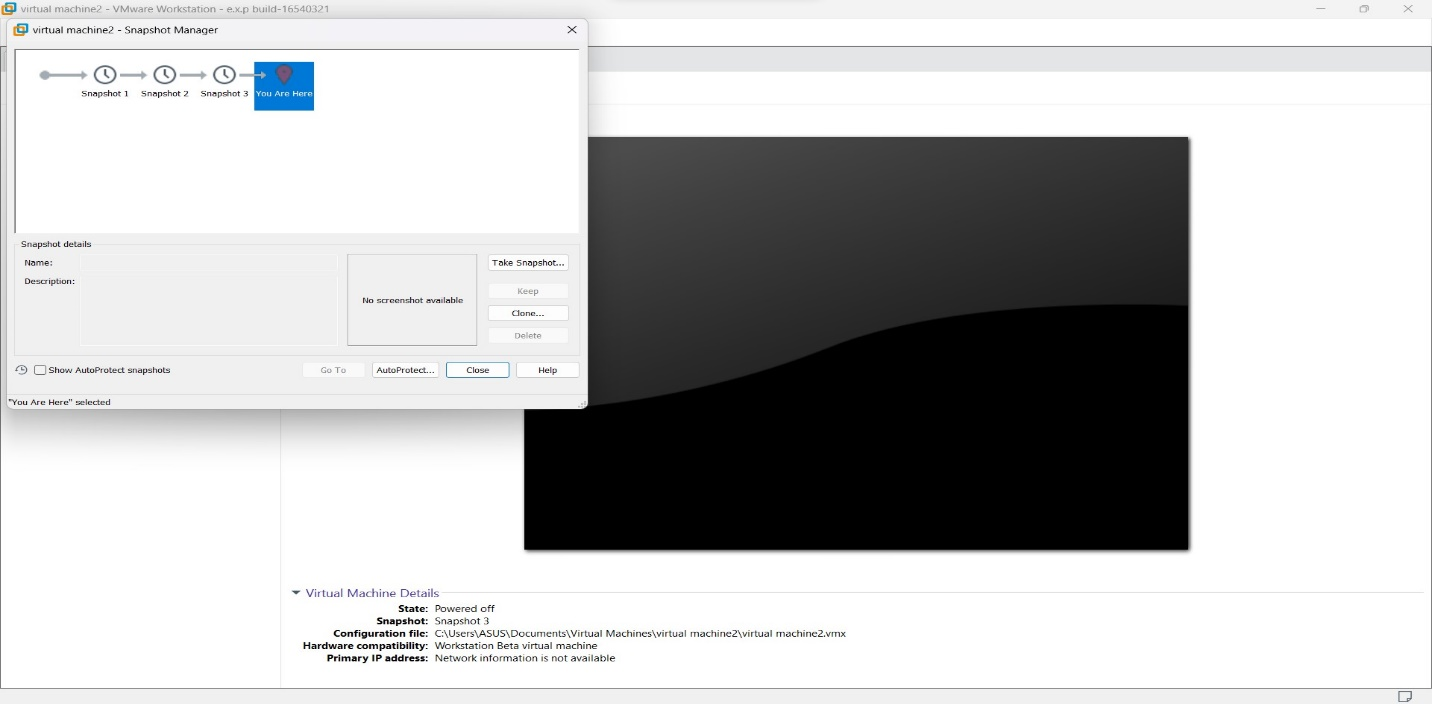 virtual machine2 - VMware Workstation - e.x.p build-16540321
virtual machine2 - Snapshot Manager
Snapshot 1 Snapshot 2 Snapshot 3 You Are Here
Snapshot details
Name:
Description:
No screenshot available
Take Snapshot...
Keep
Clone...
Delete
Show AutoProtect snapshots
Go To
AutoProtect...
Close
Help
"You Are Here" selected
Virtual Machine Details
State: Powered off
Snapshot: Snapshot 3
Configuration file: C:\Users\ASUS\Documents\Virtual Machines\virtual machine2\virtual machine2.vmx
Hardware compatibility: Workstation Beta virtual machine
Primary IP address: Network information is not available